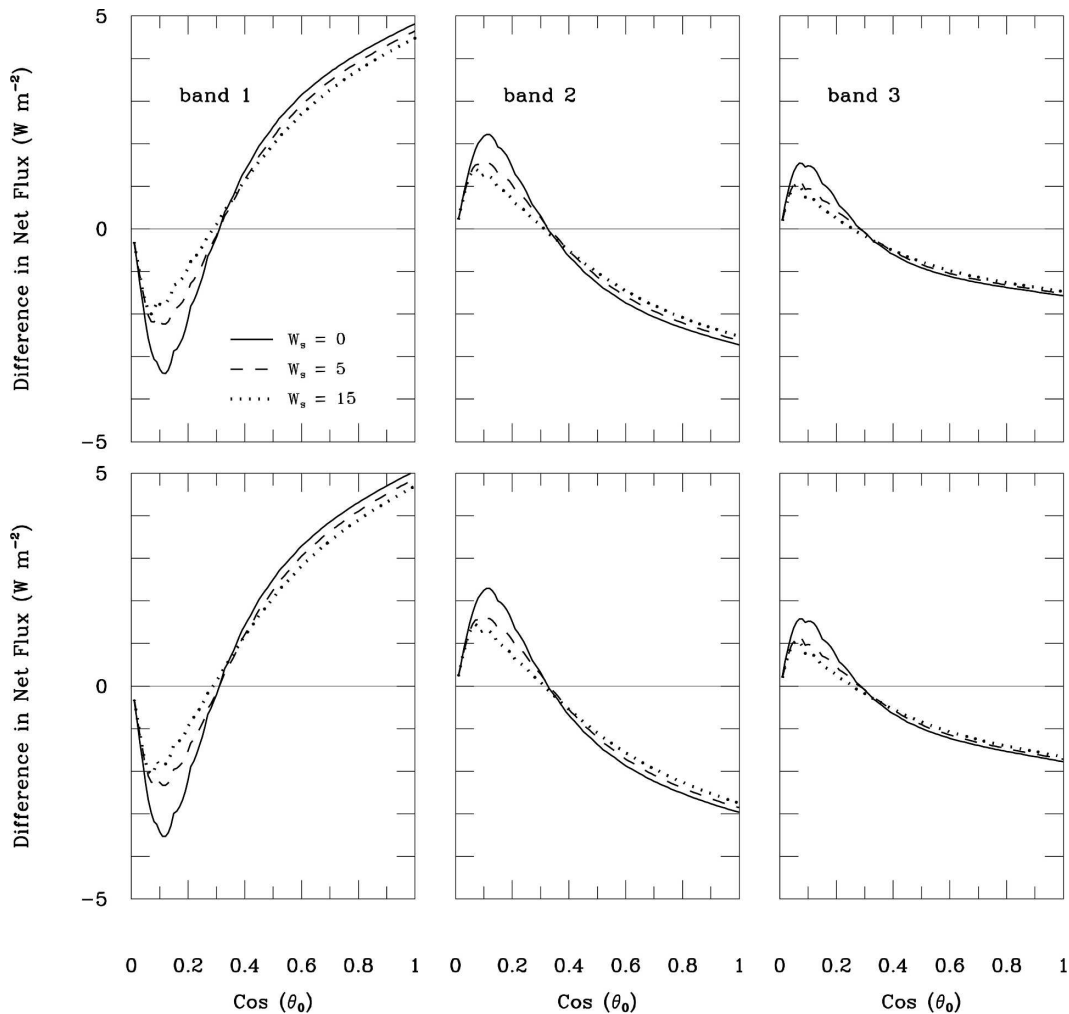 5
band 1
band 2
band 3
Difference in Net Flux (W m⁻²)
0
Wₛ = 0
Wₛ = 5
Wₛ = 15
−5
5
Difference in Net Flux (W m⁻²)
0
−5
0 0.2 0.4 0.6 0.8 1
0 0.2 0.4 0.6 0.8 1
0 0.2 0.4 0.6 0.8 1
Cos (θ₀)
Cos (θ₀)
Cos (θ₀)